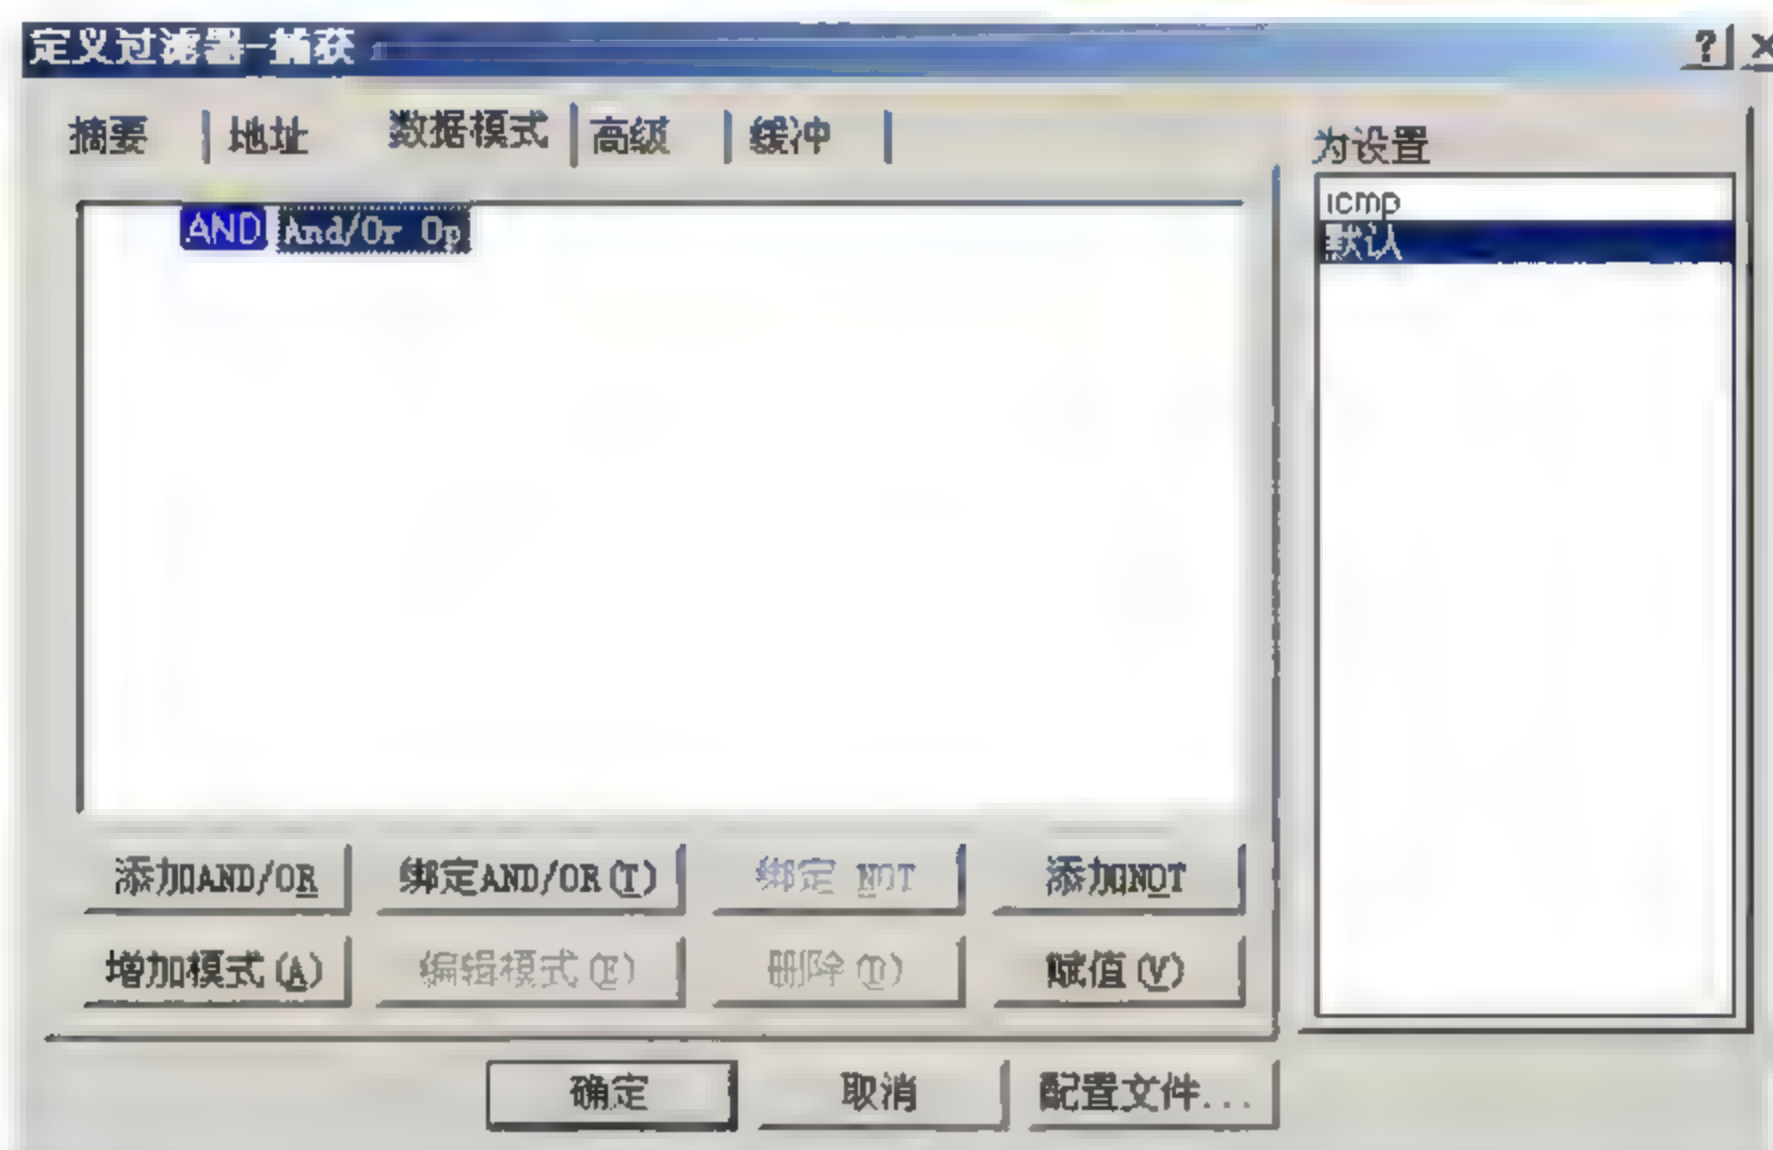 定义过滤器-捕获
摘要 地址 数据模式 高级 缓冲
为设置
AND And/Or Op
icmp
默认
添加AND/OR 绑定AND/OR(T) 绑定 NOT 添加NOT
增加模式(A) 编辑模式(E) 删除(D) 赋值(V)
确定 取消 配置文件...